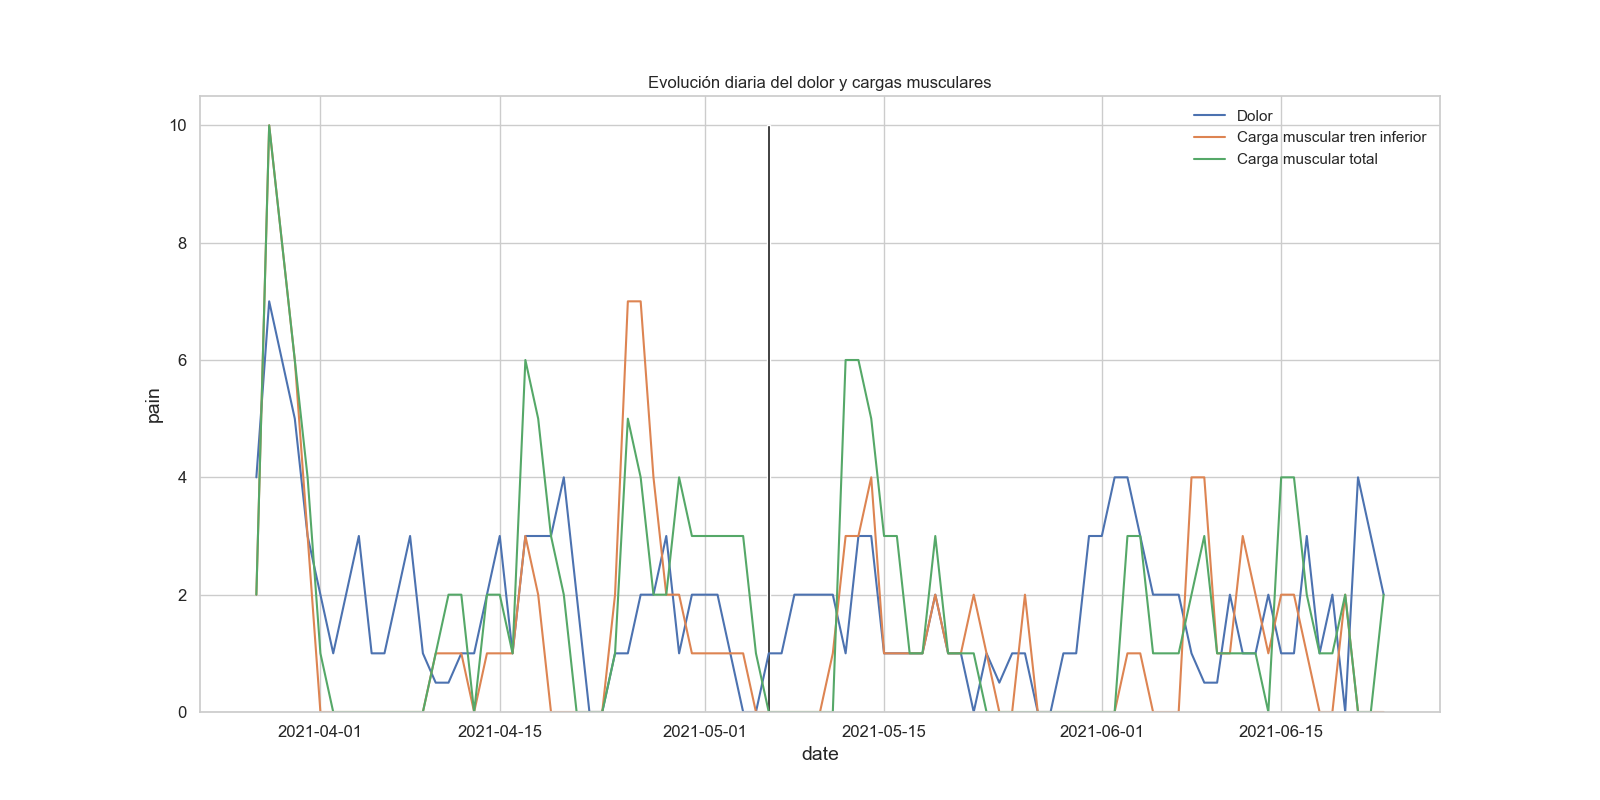 Evolución diaria del dolor y cargas musculares
Dolor
Carga muscular tren inferior
Carga muscular total
pain
10
8
6
4
2
0
2021-04-01
2021-04-15
2021-05-01
2021-05-15
2021-06-01
2021-06-15
date